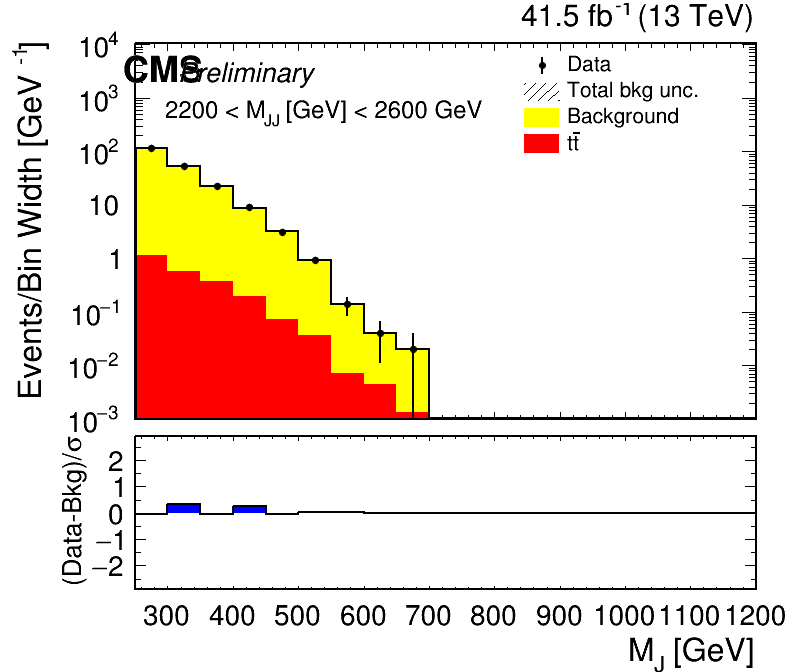 41.5 fb⁻¹ (13 TeV)
CMS Preliminary
2200 < M_JJ [GeV] < 2600 GeV
Data
Total bkg unc.
Background
tt̄
Events/Bin Width [GeV⁻¹]
10⁴
10³
10²
10
1
10⁻¹
10⁻²
10⁻³
(Data-Bkg)/σ
2
1
0
−1
−2
300 400 500 600 700 800 900 1000 1100 1200
M_J [GeV]